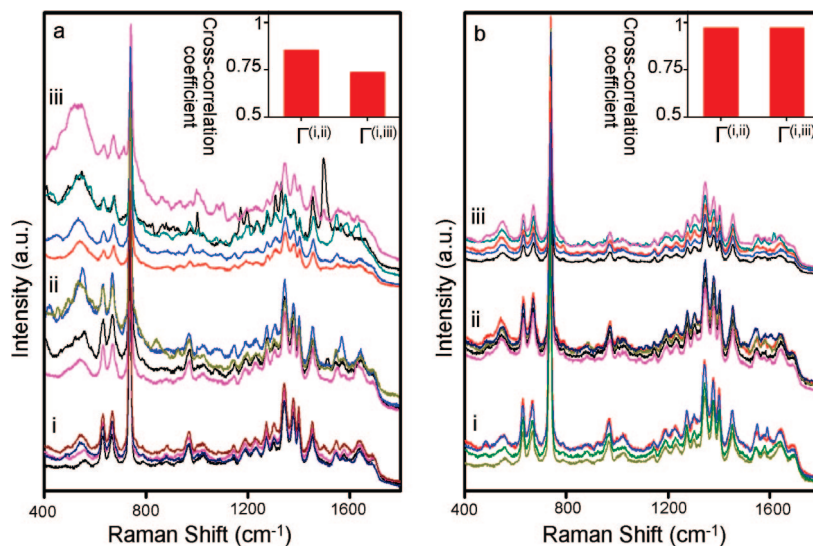 a
iii
ii
i
Intensity (a.u.)
400
800
1200
1600
Raman Shift (cm-1)
Cross-correlation
coefficient
1
0.75
0.5
Γ(i,ii)
Γ(i,iii)
b
iii
ii
i
Intensity (a.u.)
400
800
1200
1600
Raman Shift (cm-1)
Cross-correlation
coefficient
1
0.75
0.5
Γ(i,ii)
Γ(i,iii)